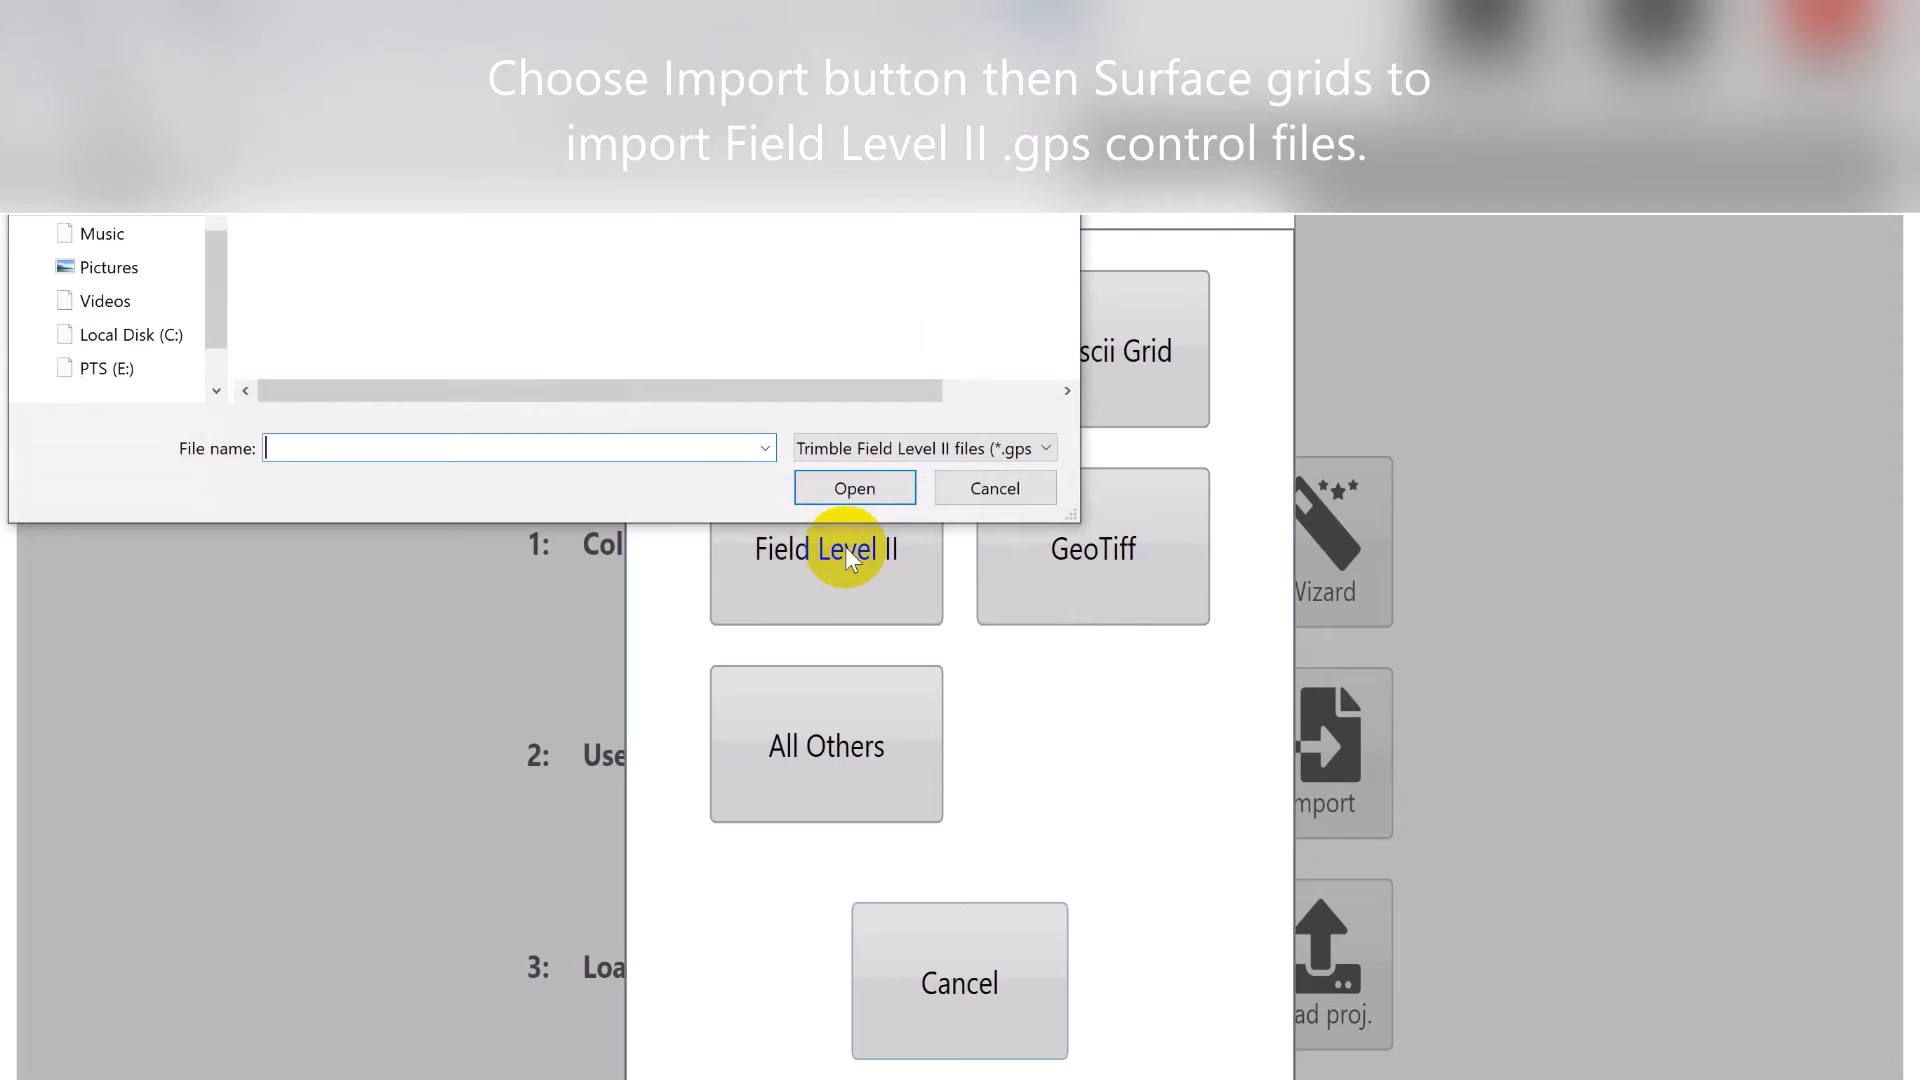 Choose Import button then Surface grids to
import Field Level II .gps control files.
Music
Pictures
Videos
Local Disk (C:)
PTS (E:)
File name:
Trimble Field Level II files (*.gps
Open
Cancel
scii Grid
Field Level II
GeoTiff
All Others
Cancel
1: Col
2: Use
3: Loa
Wizard
mport
ad proj.